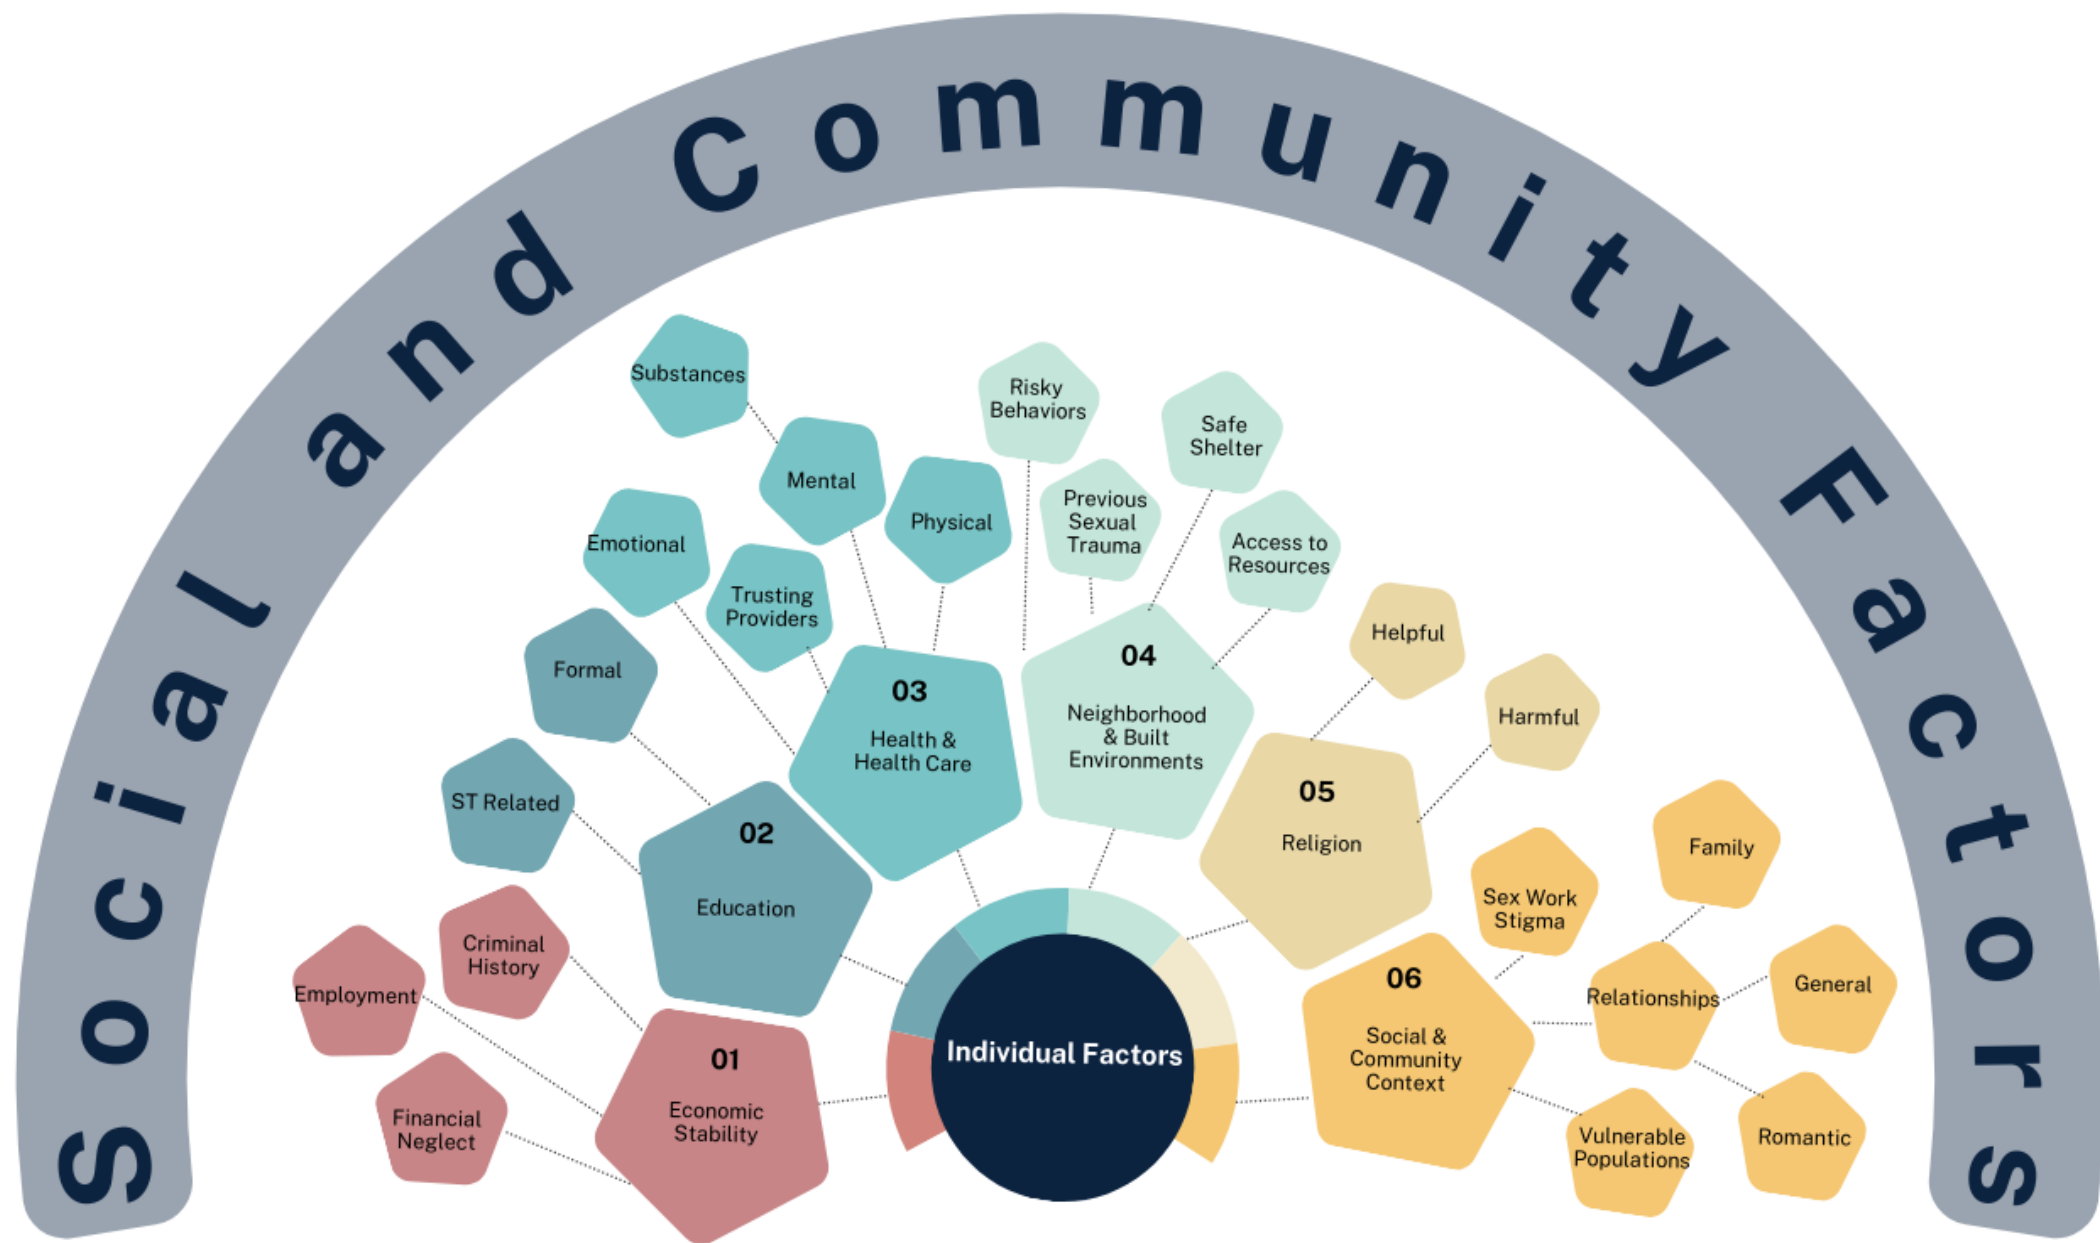 Social and Community Factors
Substances
Mental
Physical
Emotional
Trusting
Providers
Risky
Behaviors
Previous
Sexual
Trauma
Safe
Shelter
Access to
Resources
Formal
ST Related
Helpful
Harmful
03
Health &
Health Care
04
Neighborhood
& Built
Environments
02
Education
05
Religion
Criminal
History
Employment
Financial
Neglect
01
Economic
Stability
Individual Factors
06
Social &
Community
Context
Sex Work
Stigma
Family
Relationships
General
Romantic
Vulnerable
Populations